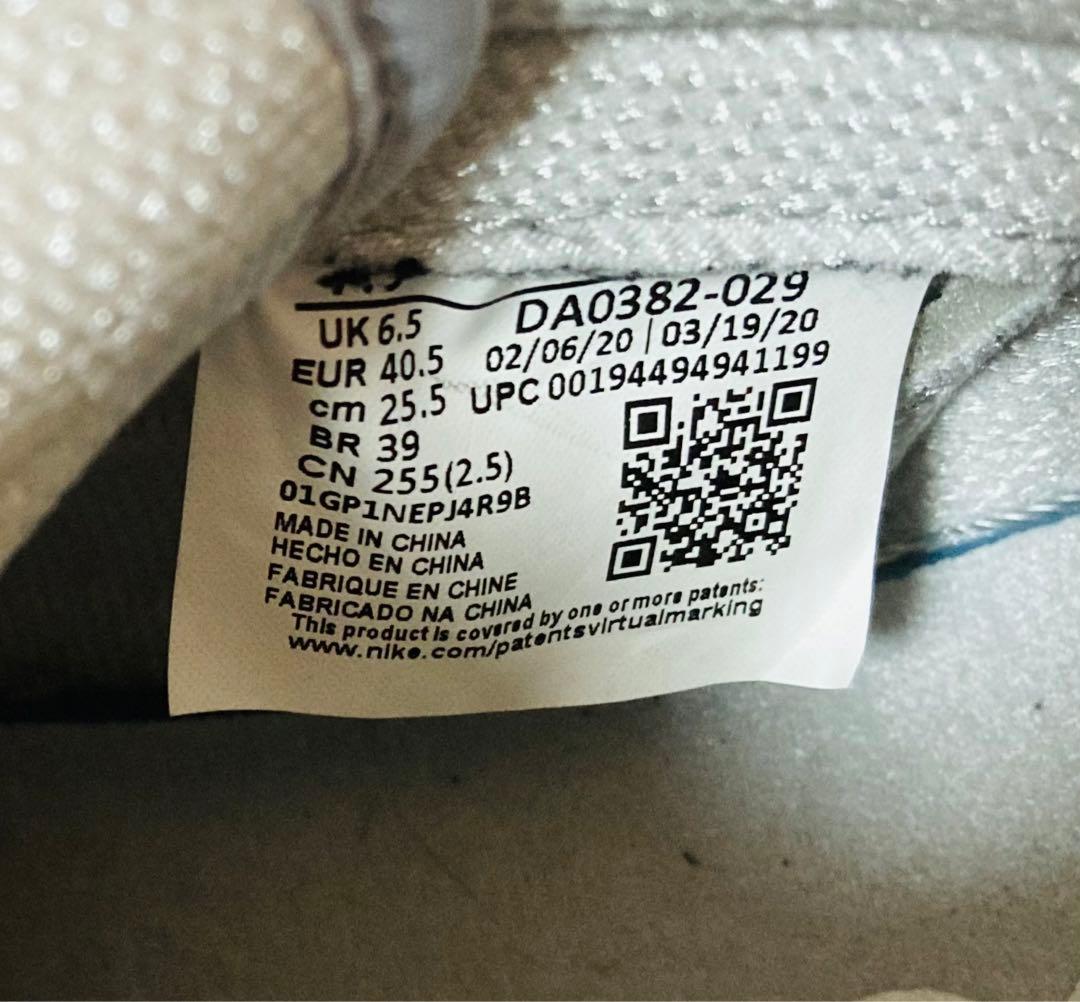 UK 6.5
EUR 40.5
cm 25.5
BR 39
CN 255(2.5)
DA0382-029
02/06/20 | 03/19/20
UPC 00194494941199
01GP1NEPJ4R9B
MADE IN CHINA
HECHO EN CHINA
FABRIQUE EN CHINE
FABRICADO NA CHINA
This product is covered by one or more patents:
www.nike.com/patentsvirtualmarking